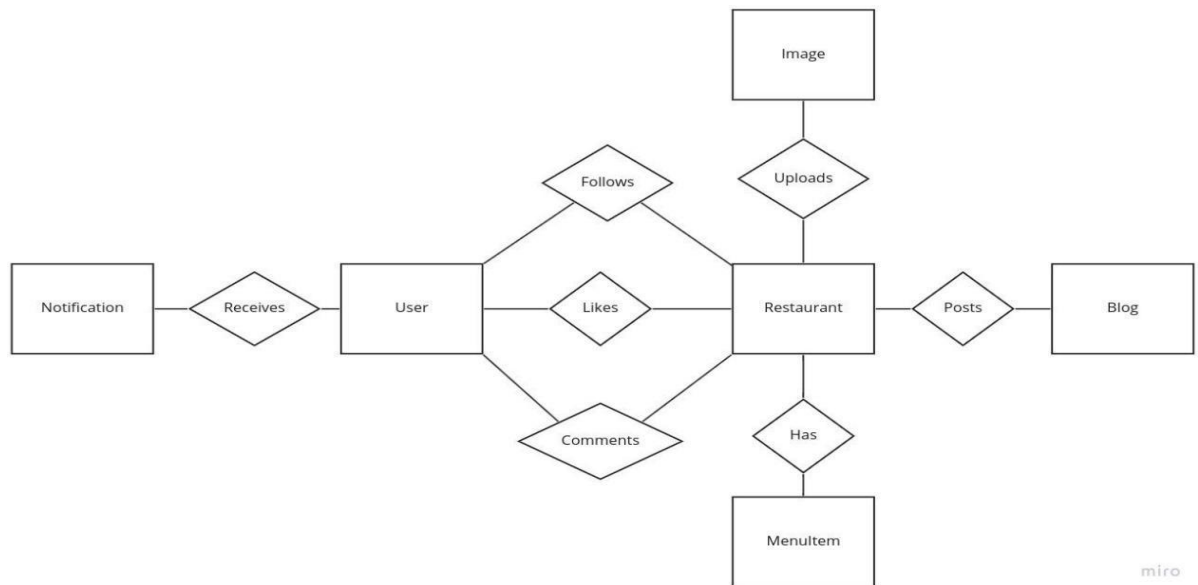 Image
Uploads
Follows
Notification
Receives
User
Likes
Restaurant
Posts
Blog
Comments
Has
MenuItem
miro